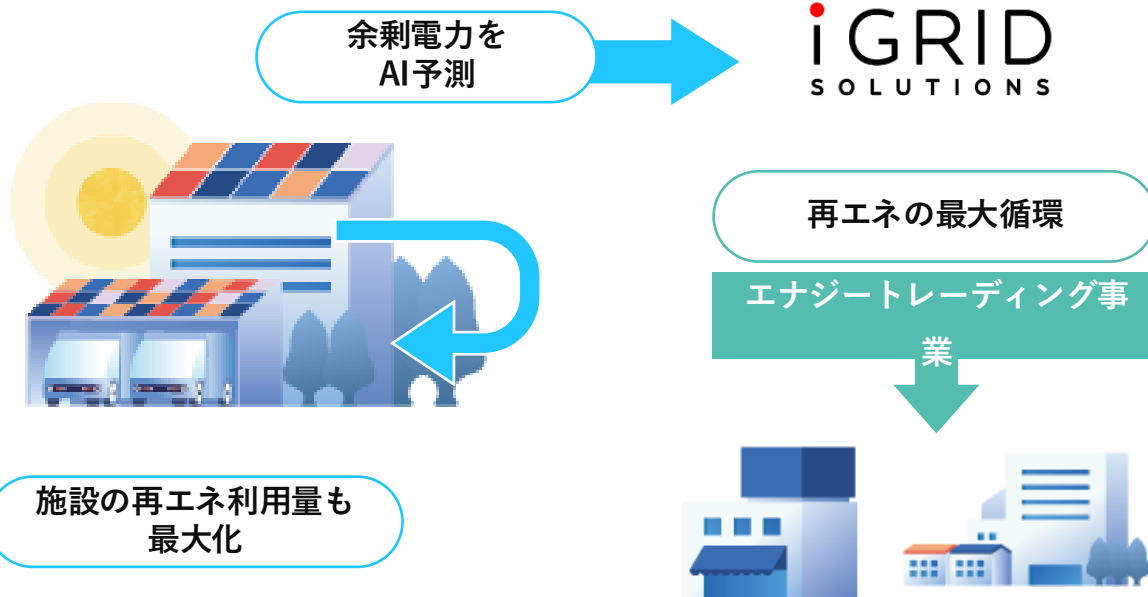 余剰電力を
AI予測
iGRID
SOLUTIONS
再エネの最大循環
エナジートレーディング事
業
施設の再エネ利用量も
最大化